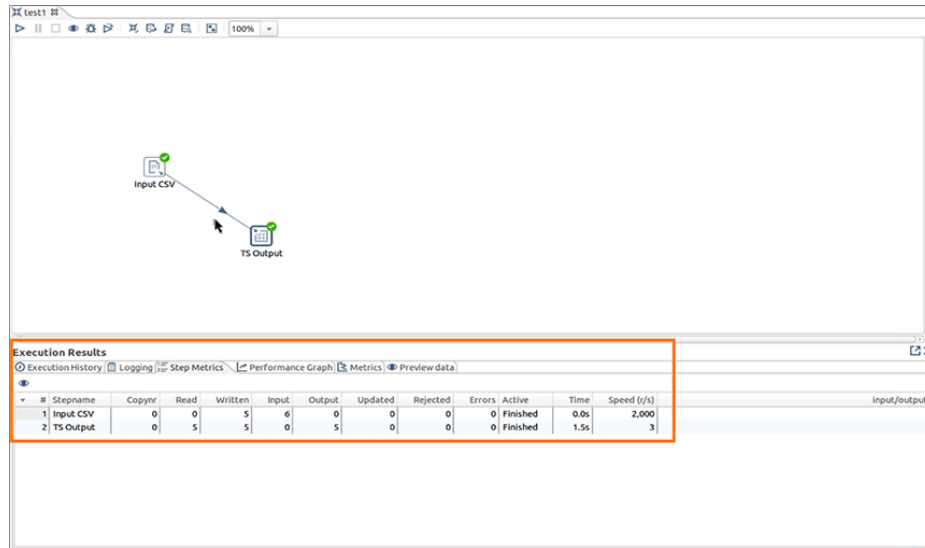 test1
100%
Input CSV
TS Output
Execution Results
Execution History Logging Step Metrics Performance Graph Metrics Preview data
# Stepname Copynr Read Written Input Output Updated Rejected Errors Active Time Speed (r/s) input/output
1 Input CSV 0 0 5 6 0 0 0 0 Finished 0.0s 2,000
2 TS Output 0 5 5 0 5 0 0 0 Finished 1.5s 3